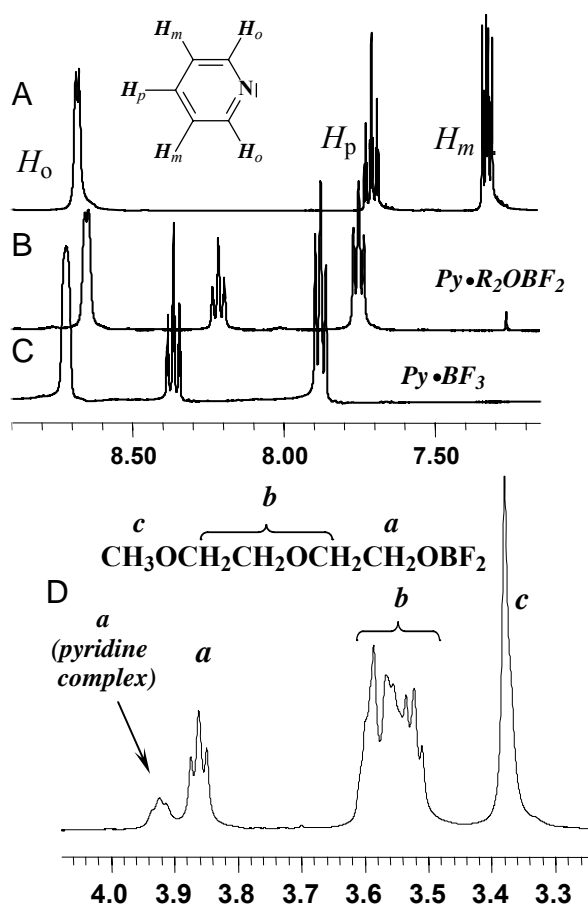 H_m H_o
A
H_p N
H_o H_p H_m
H_m H_o
B
Py•R₂OBF₂
C
Py•BF₃
8.50 8.00 7.50
b
c a
CH3OCH2CH2OCH2CH2OBF2
D
b
a c
(pyridine a
complex)
4.0 3.9 3.8 3.7 3.6 3.5 3.4 3.3